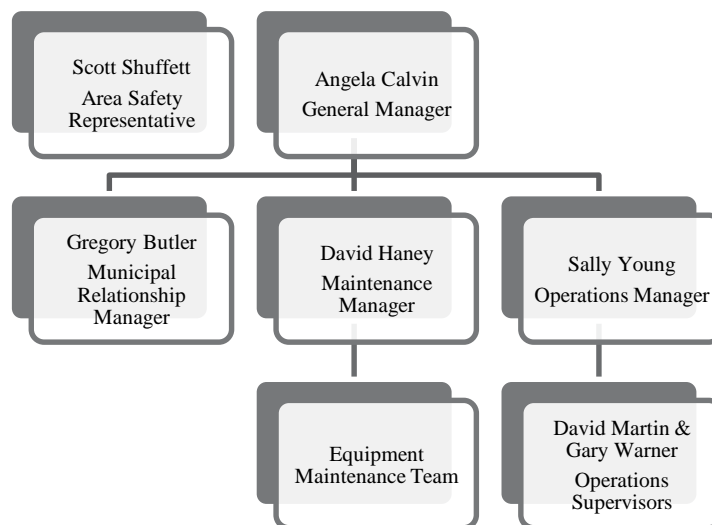 Scott Shuffett
Area Safety
Representative
Angela Calvin
General Manager
Gregory Butler
Municipal
Relationship
Manager
David Haney
Maintenance
Manager
Sally Young
Operations Manager
Equipment
Maintenance Team
David Martin &
Gary Warner
Operations
Supervisors